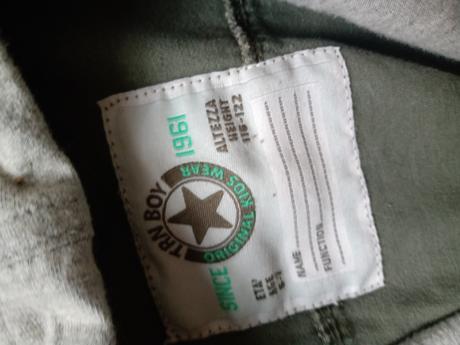 TRN BOY
SINCE 1961
ORIGINAL KIDS WEAR
ETA'
AGE
ALTEZZA
HEIGHT
116-122
NAME
FUNCTION